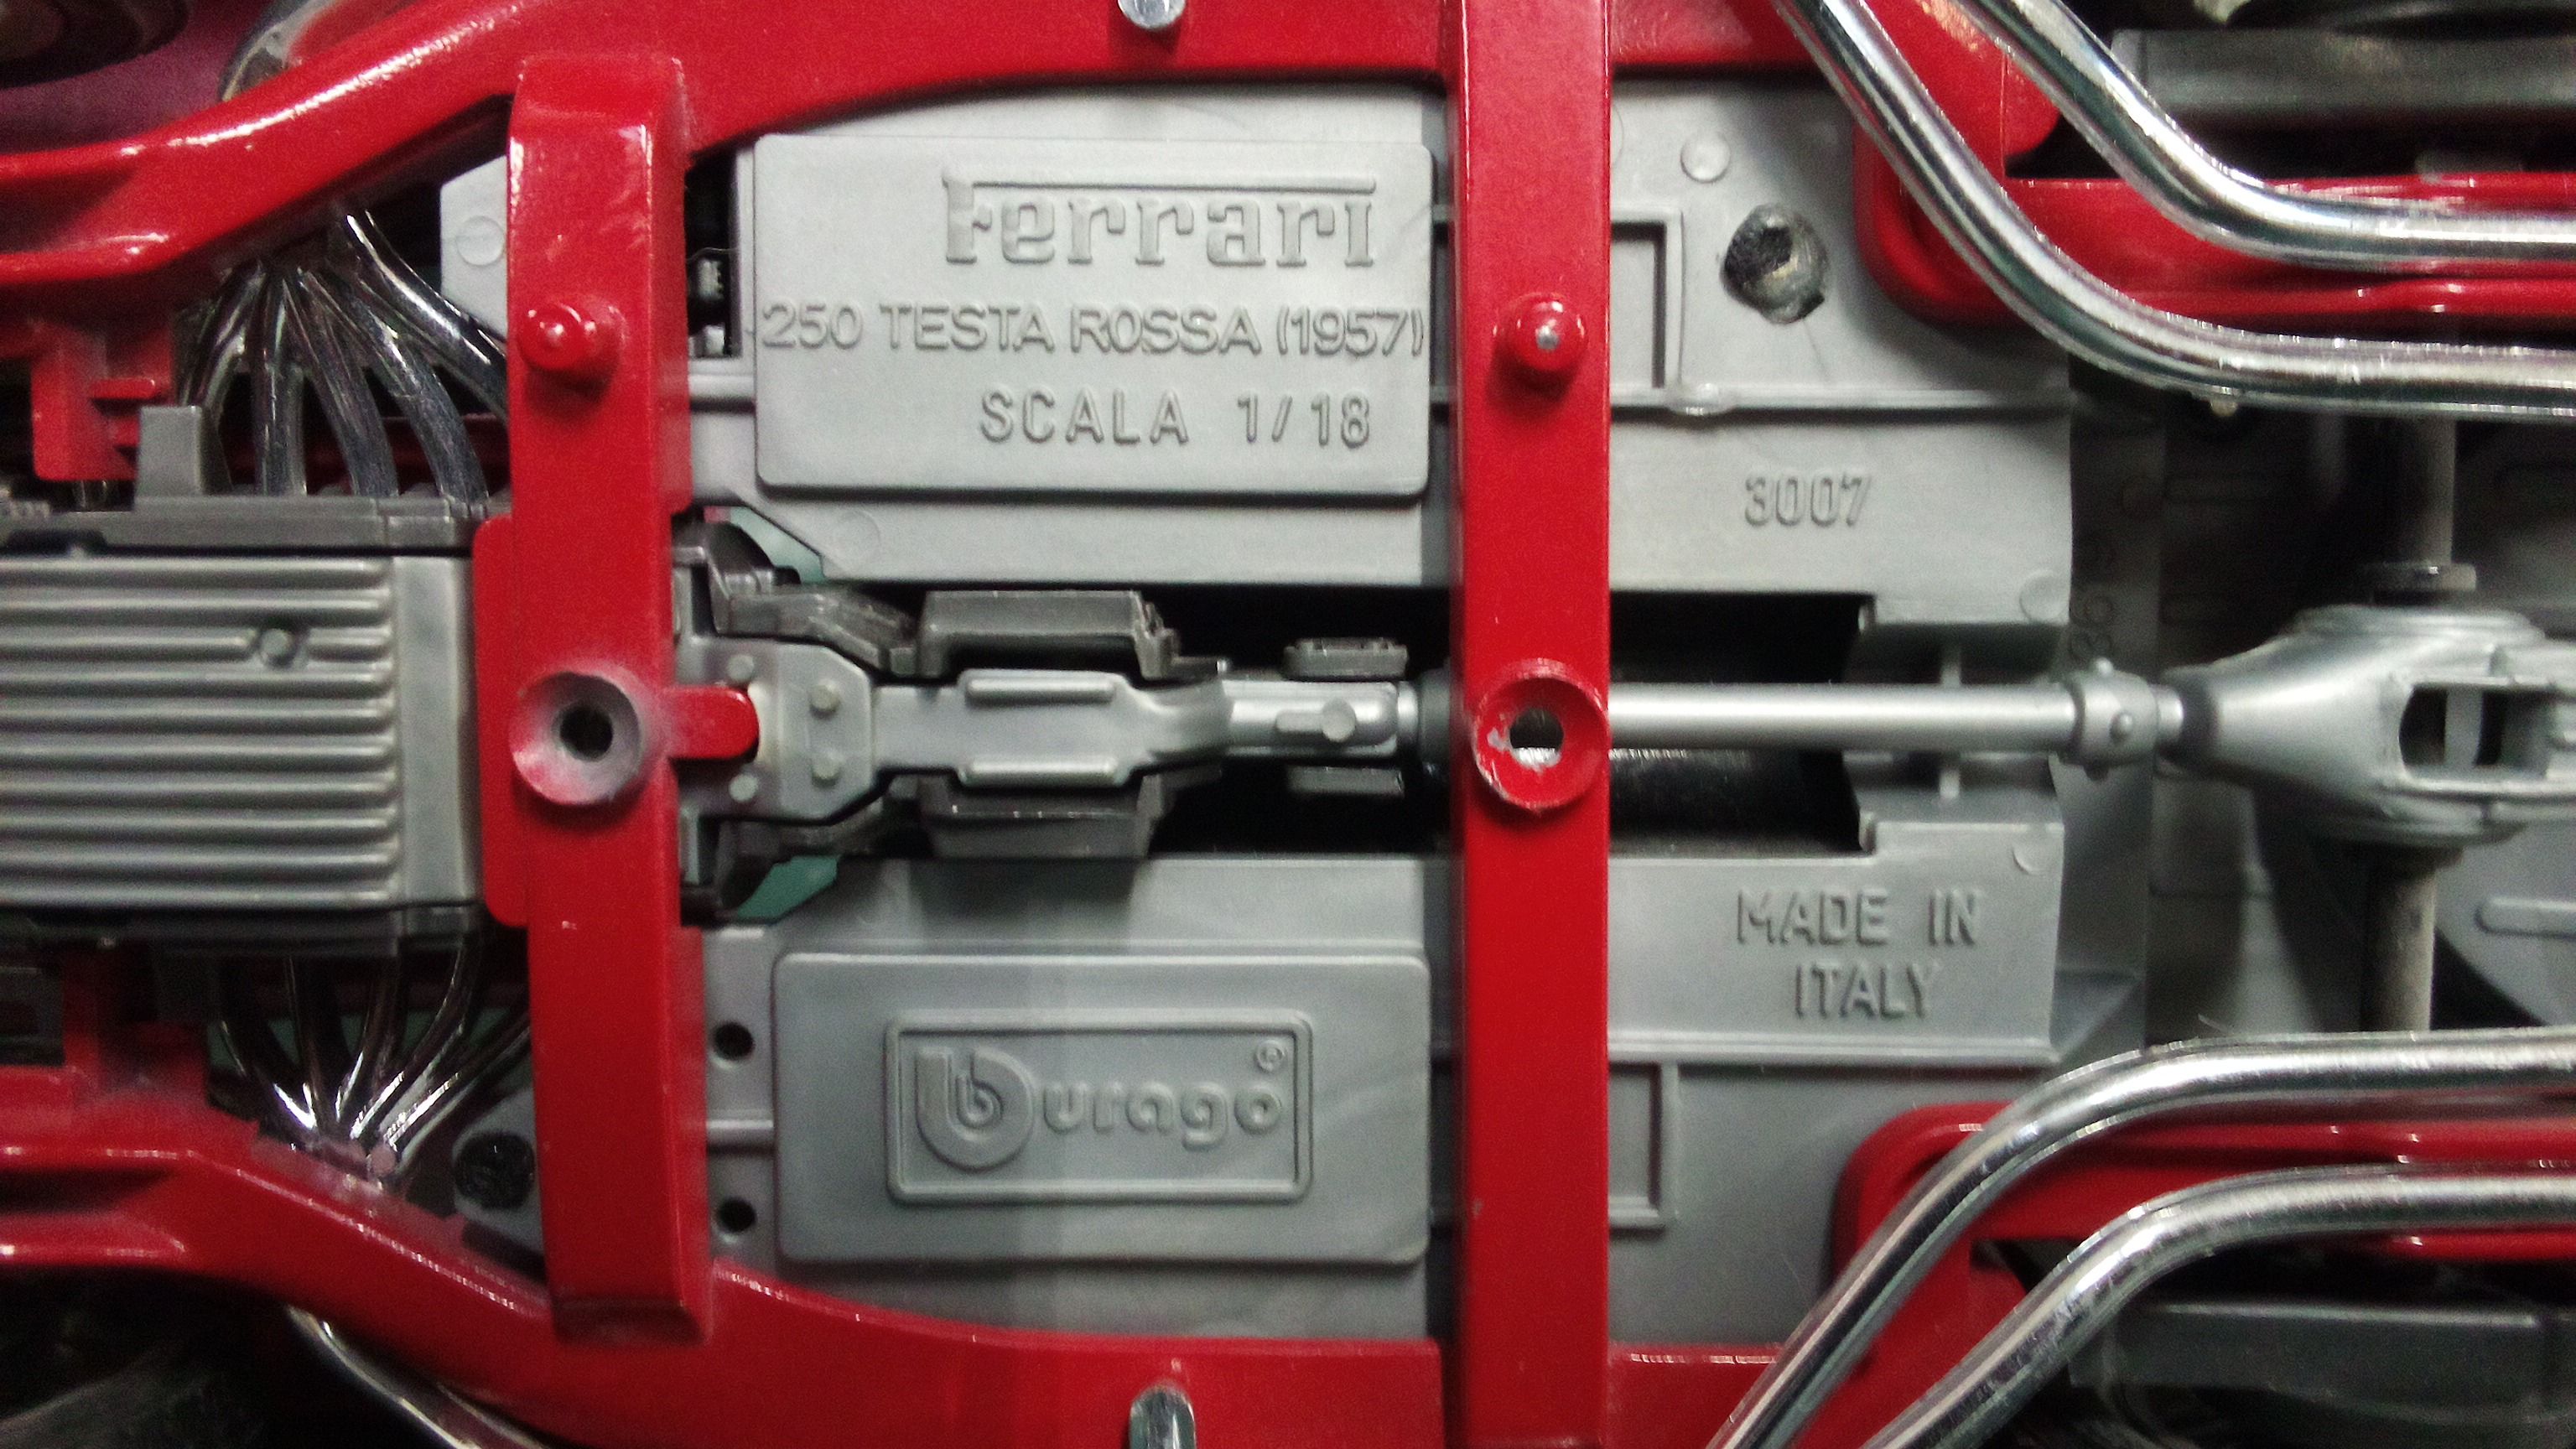 Ferrari
250 TESTA ROSSA (1957)
SCALA 1/18
3007
MADE IN
ITALY
burago®